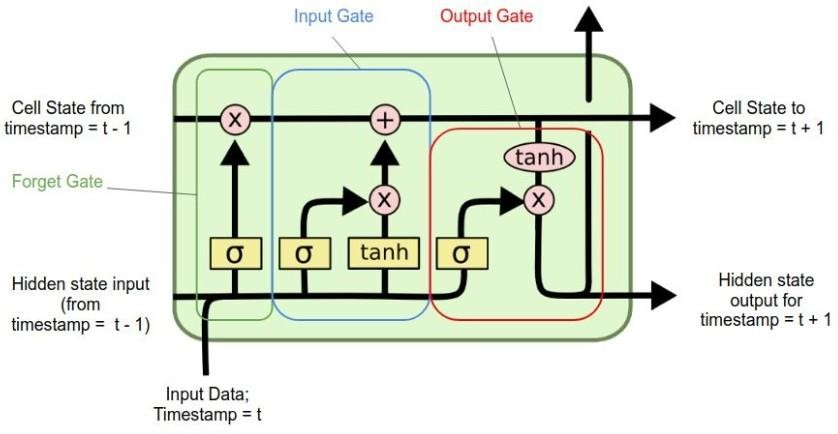 Input Gate
Output Gate
Cell State from
timestamp = t - 1
Cell State to
timestamp = t + 1
Forget Gate
x
+
tanh
x
x
σ
σ
tanh
σ
Hidden state input
(from
timestamp = t - 1)
Hidden state
output for
timestamp = t + 1
Input Data;
Timestamp = t